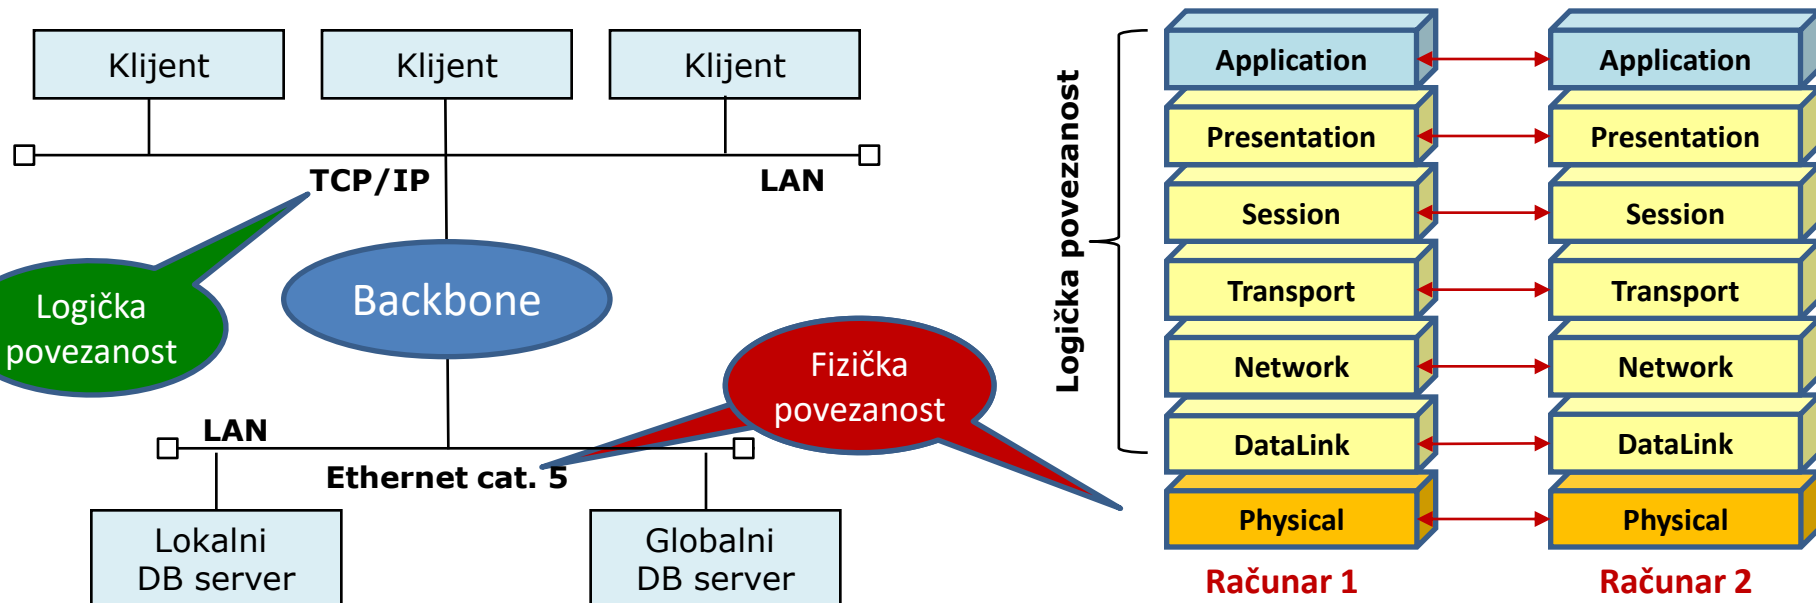 Klijent
Klijent
Klijent
TCP/IP
LAN
Logička
povezanost
Backbone
Fizička
povezanost
LAN
Ethernet cat. 5
Lokalni
DB server
Globalni
DB server
Logička povezanost
Application
Application
Presentation
Presentation
Session
Session
Transport
Transport
Network
Network
DataLink
DataLink
Physical
Physical
Računar 1
Računar 2